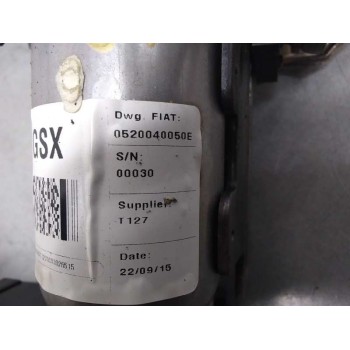 GSX
Dwg. FIAT:
0520040050E
S/N:
00030
Supplier
T127
Date:
22/09/15